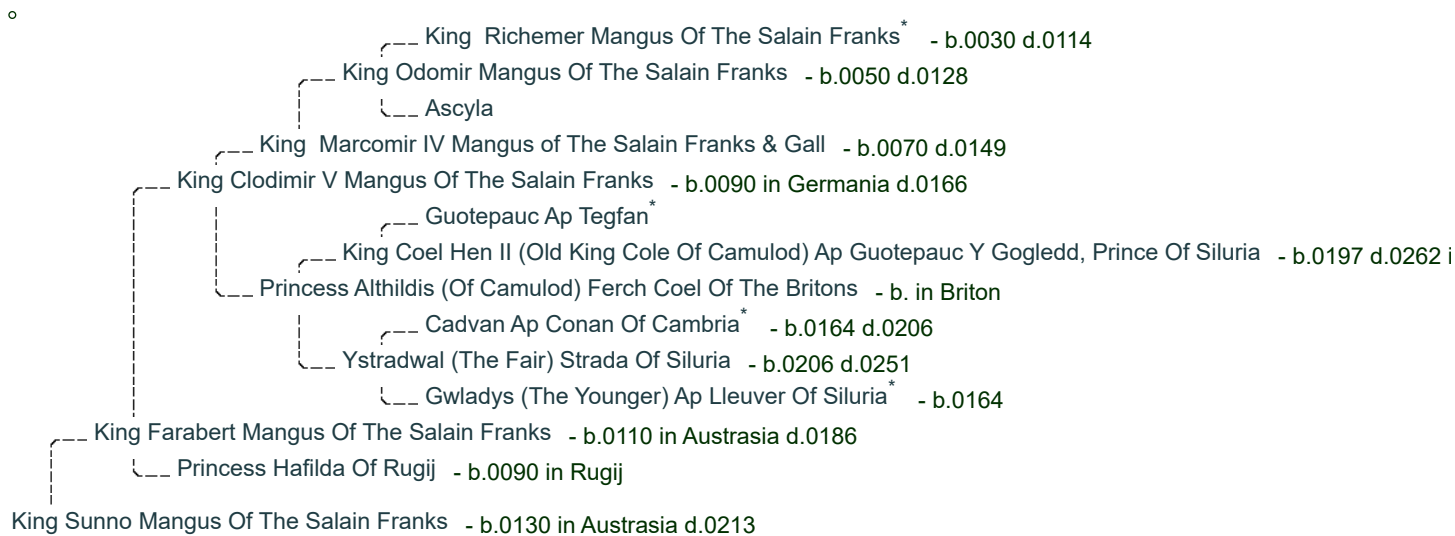 King Richemer Mangus Of The Salain Franks* - b.0030 d.0114
King Odomir Mangus Of The Salain Franks - b.0050 d.0128
Ascyla
King Marcomir IV Mangus of The Salain Franks & Gall - b.0070 d.0149
King Clodimir V Mangus Of The Salain Franks - b.0090 in Germania d.0166
Guotepauc Ap Tegfan*
King Coel Hen II (Old King Cole Of Camulod) Ap Guotepauc Y Gogledd, Prince Of Siluria - b.0197 d.0262 i
Princess Althildis (Of Camulod) Ferch Coel Of The Britons - b. in Briton
Cadvan Ap Conan Of Cambria* - b.0164 d.0206
Ystradwal (The Fair) Strada Of Siluria - b.0206 d.0251
Gwladys (The Younger) Ap Lleuver Of Siluria* - b.0164
King Farabert Mangus Of The Salain Franks - b.0110 in Austrasia d.0186
Princess Hafilda Of Rugij - b.0090 in Rugij
King Sunno Mangus Of The Salain Franks - b.0130 in Austrasia d.0213